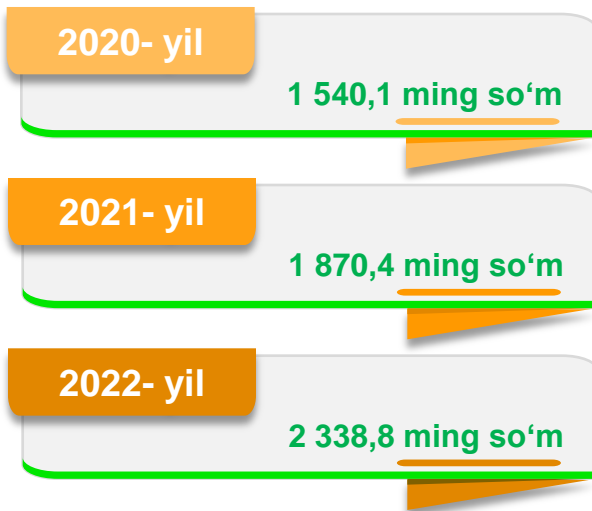 2020- yil
1 540,1 ming so‘m
2021- yil
1 870,4 ming so‘m
2022- yil
2 338,8 ming so‘m